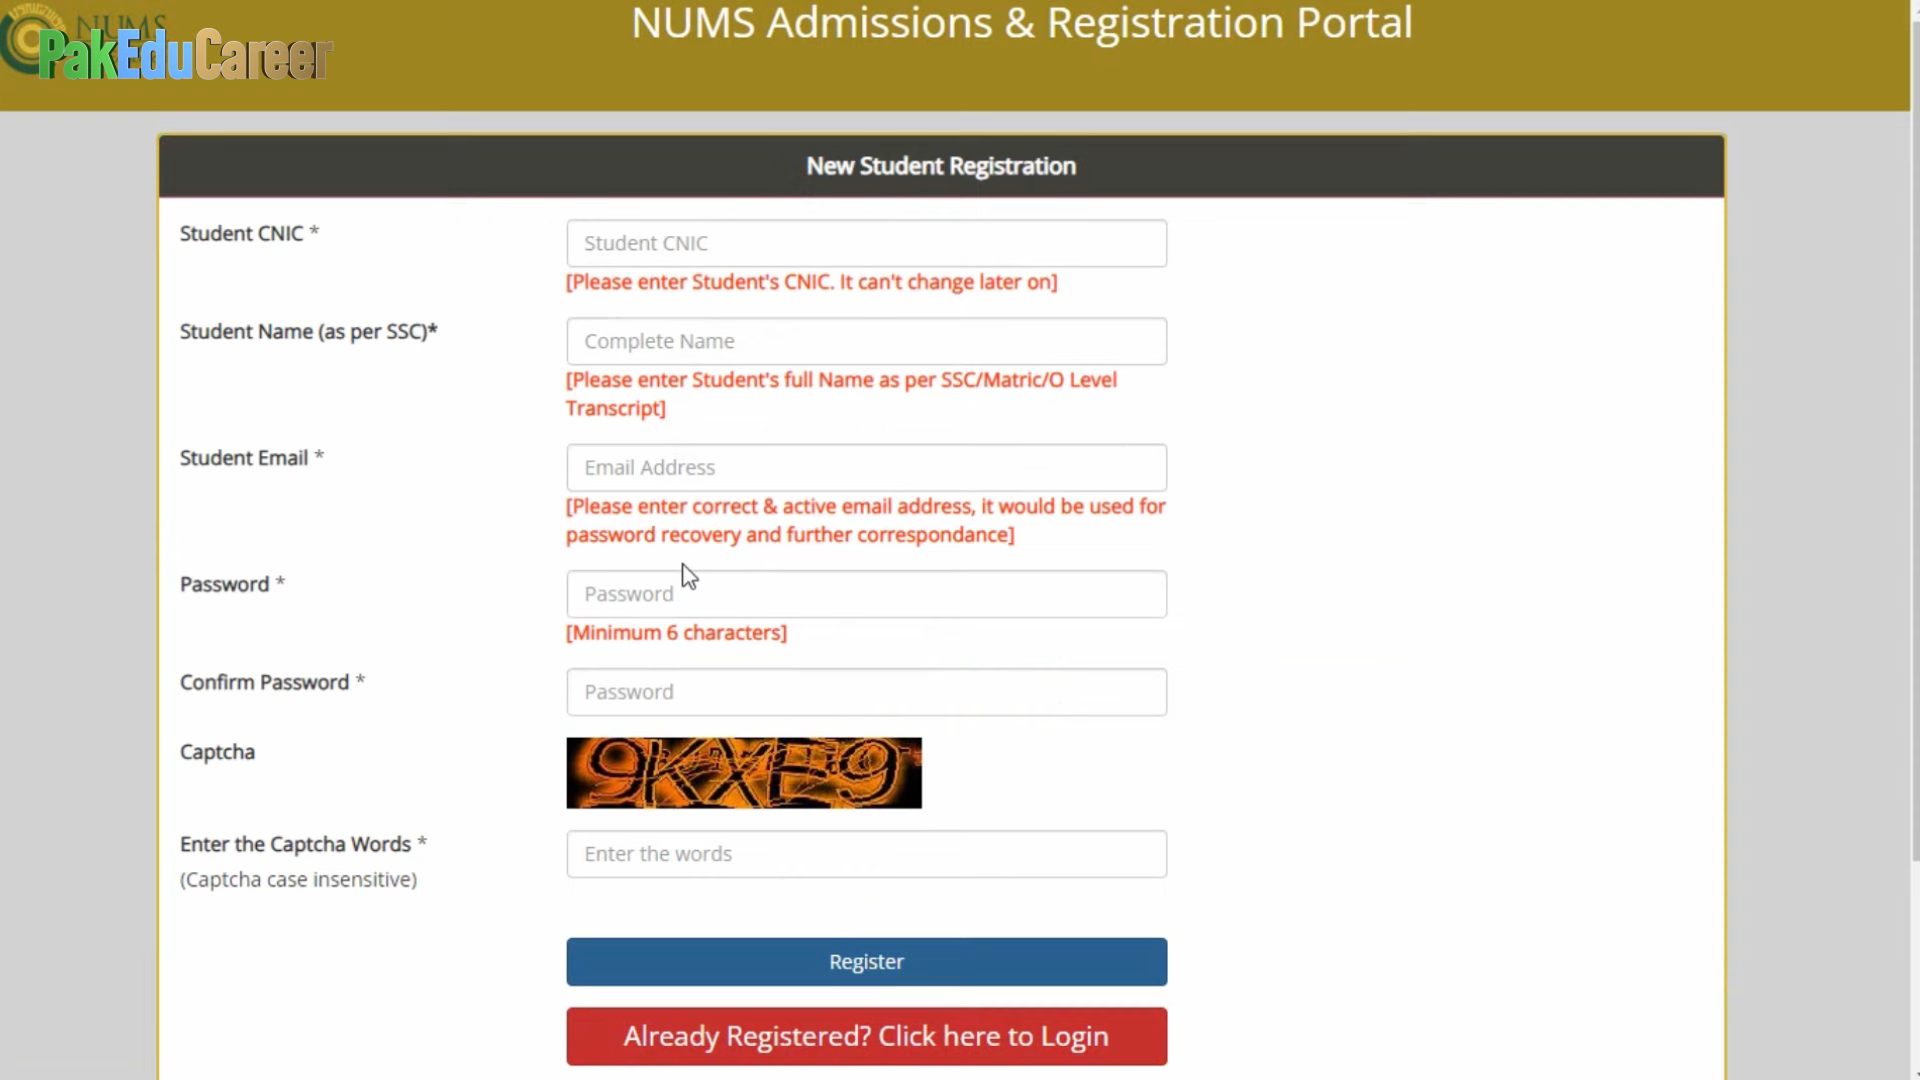 NUMS
PakEduCareer
NUMS Admissions & Registration Portal
New Student Registration
Student CNIC *
Student CNIC
[Please enter Student's CNIC. It can't change later on]
Student Name (as per SSC)*
Complete Name
[Please enter Student's full Name as per SSC/Matric/O Level
Transcript]
Student Email *
Email Address
[Please enter correct & active email address, it would be used for
password recovery and further correspondance]
Password *
Password
[Minimum 6 characters]
Confirm Password *
Password
Captcha
9KXE9
Enter the Captcha Words *
(Captcha case insensitive)
Enter the words
Register
Already Registered? Click here to Login